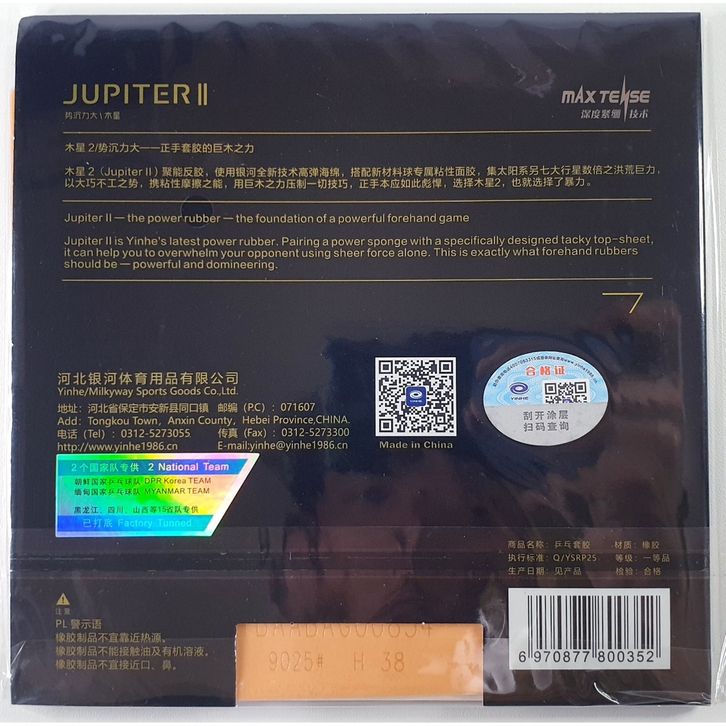 JUPITER II
势沉力大\木星
MAX TENSE
深度紧绷 技术
木星 2/势沉力大——正手套胶的巨木之力
木星 2（Jupiter II）聚能反胶，使用银河全新技术高弹海绵，搭配新材料球专属粘性面胶，集太阳系另七大行星数倍之洪荒巨力，
以大巧不工之势，携粘性摩擦之能，用巨木之力压制一切技巧，正手本应如此彪悍，选择木星2，也就选择了暴力。
Jupiter II — the power rubber — the foundation of a powerful forehand game
Jupiter II is Yinhe's latest power rubber. Pairing a power sponge with a specifically designed tacky top-sheet,
it can help you to overwhelm your opponent using sheer force alone. This is exactly what forehand rubbers
should be — powerful and domineering.
河北银河体育用品有限公司
Yinhe/Milkyway Sports Goods Co.,Ltd.
地址：河北省保定市安新县同口镇 邮编（P.C）：071607
Add: Tongkou Town, Anxin County, Hebei Province,CHINA.
电话（Tel）：0312-5273055 传真（Fax）：0312-5273300
http://www.yinhe1986.com E-mail:yinhe@yinhe1986.cn
YINHE
Made in China
合格证
YINHE
刮开涂层
扫码查询
2个国家队专供 2 National Team
朝鲜国家乒乓球队 DPR Korea TEAM
缅甸国家乒乓球队 MYANMAR TEAM
黑龙江、四川、山西等15省队专供
已打底 Factory Tunned
商品名称：乒乓套胶 材质：橡胶
执行标准：Q/YSRP25 等级：一等品
生产日期：见产品 检验：合格
注意
PL 警示语
橡胶制品不宜靠近热源。
橡胶制品不能接触油及有机溶液。
橡胶制品不宜直接近口、鼻。
9025# H 38
6 970877 800352